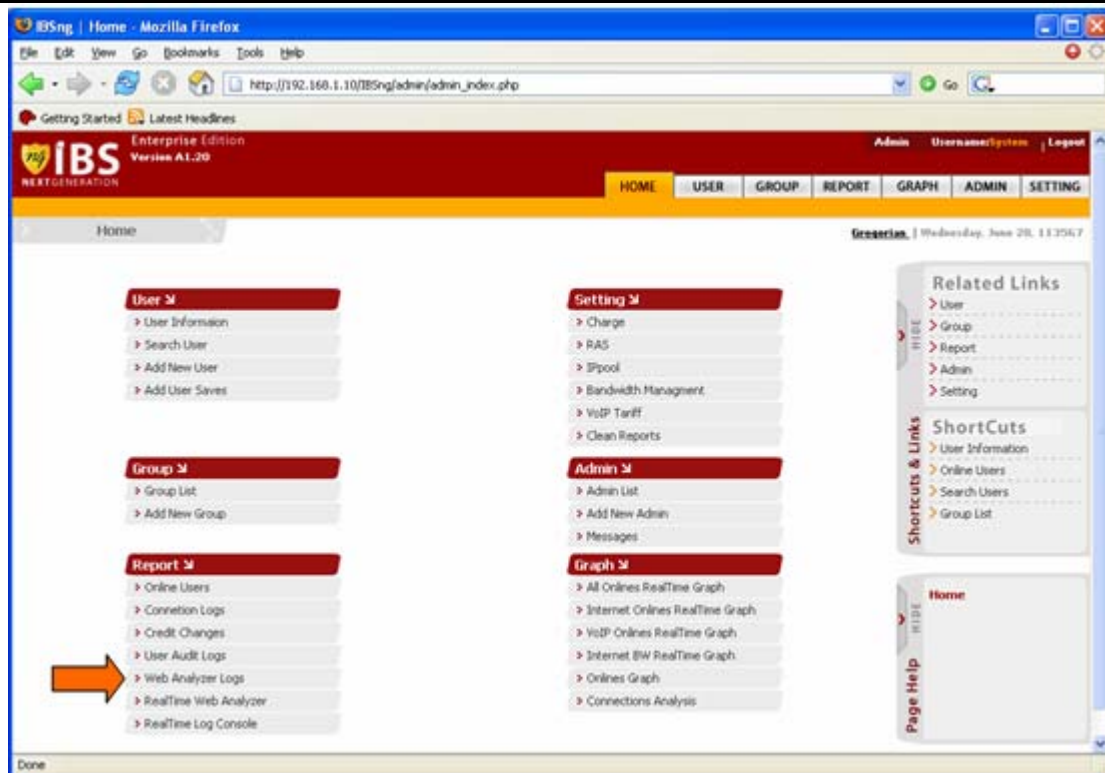 IBSng | Home - Mozilla Firefox
File Edit View Go Bookmarks Tools Help
http://192.168.1.10/IBSng/admin/admin_index.php
Go
Getting Started Latest Headlines
ng IBS
NEXTGENERATION
Enterprise Edition
Version A1.20
Admin Username:System | Logout
HOME USER GROUP REPORT GRAPH ADMIN SETTING
Home
Gregorian | Wednesday, June 28, 113567
User
User Informaion
Search User
Add New User
Add User Saves
Group
Group List
Add New Group
Report
Online Users
Connetion Logs
Credit Changes
User Audit Logs
Web Analyzer Logs
RealTime Web Analyzer
RealTime Log Console
Setting
Charge
RAS
IPpool
Bandwidth Managment
VoIP Tariff
Clean Reports
Admin
Admin List
Add New Admin
Messages
Graph
All Onlines RealTime Graph
Internet Onlines RealTime Graph
VoIP Onlines RealTime Graph
Internet BW RealTime Graph
Onlines Graph
Connections Analysis
HIDE
Shortcuts & Links
Related Links
User
Group
Report
Admin
Setting
ShortCuts
User Information
Online Users
Search Users
Group List
HIDE
Page Help
Home
Done